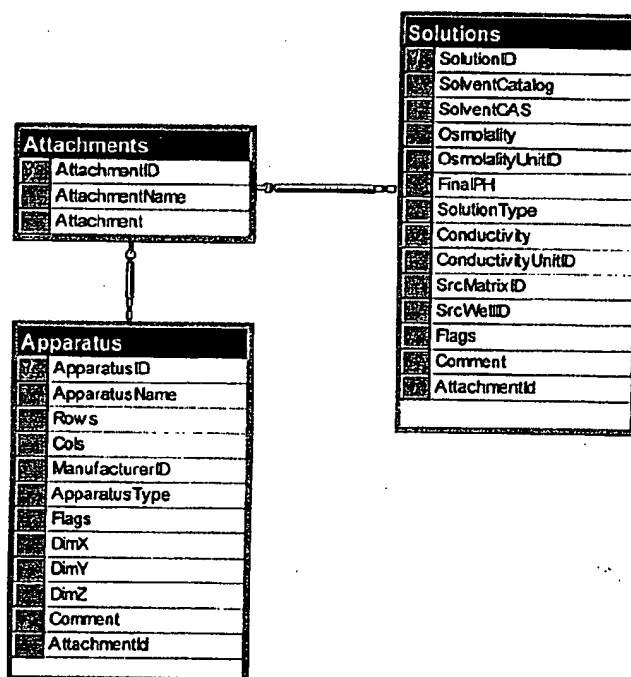 Solutions
SolutionID
SolventCatalog
SolventCAS
Osmolality
OsmolalityUnitID
FinalPH
SolutionType
Conductivity
ConductivityUnitID
SrcMatrixID
SrcWellID
Flags
Comment
AttachmentId
Attachments
AttachmentID
AttachmentName
Attachment
Apparatus
ApparatusID
ApparatusName
Rows
Cols
ManufacturerID
ApparatusType
Flags
DimX
DimY
DimZ
Comment
AttachmentId